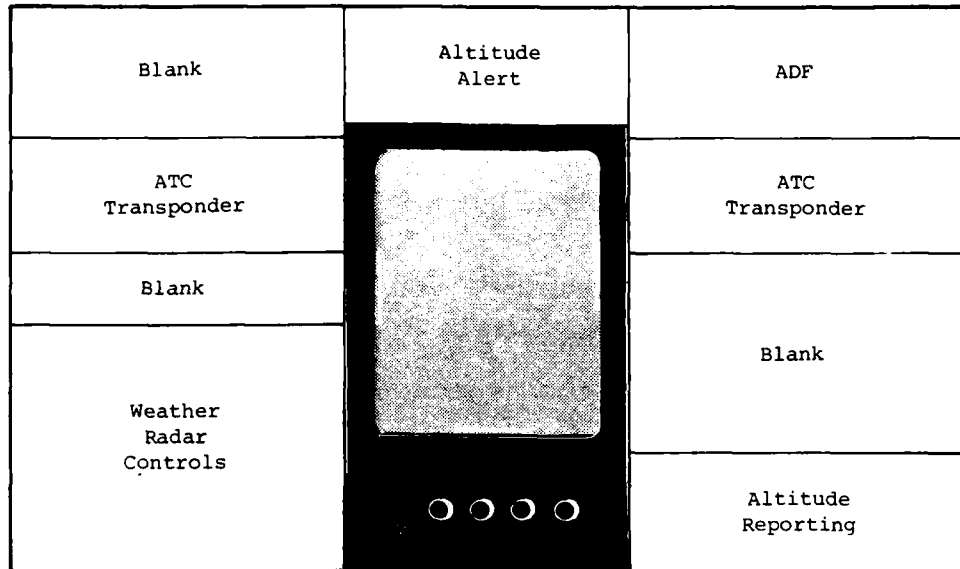 Blank
Altitude
Alert
ADF
ATC
Transponder
ATC
Transponder
Blank
Blank
Weather
Radar
Controls
Altitude
Reporting